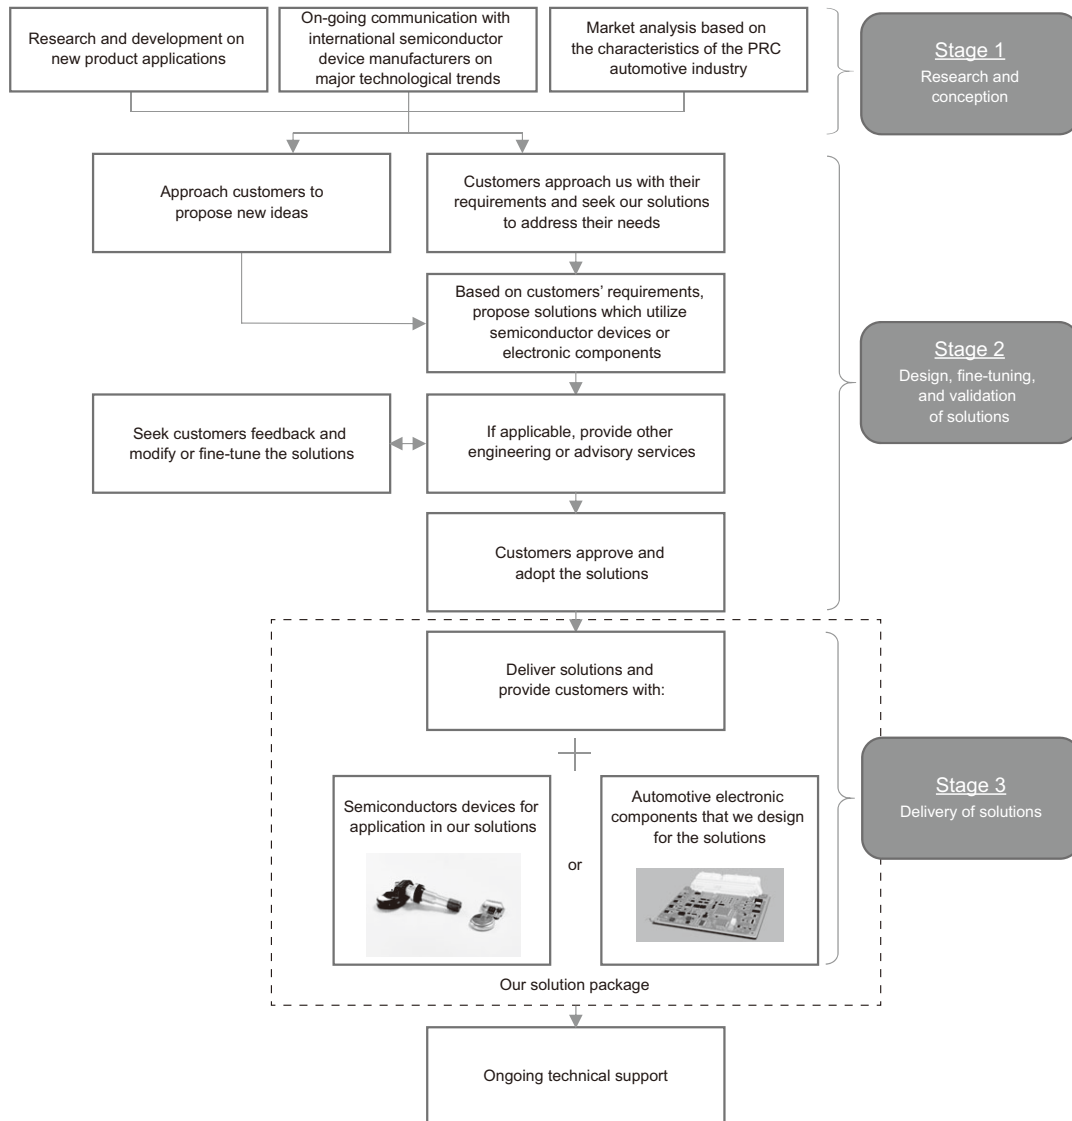 Research and development on
new product applications
On-going communication with
international semiconductor
device manufacturers on
major technological trends
Market analysis based on
the characteristics of the PRC
automotive industry
Stage 1
Research and
conception
Approach customers to
propose new ideas
Customers approach us with their
requirements and seek our solutions
to address their needs
Based on customers’ requirements,
propose solutions which utilize
semiconductor devices or
electronic components
Stage 2
Design, fine-tuning,
and validation
of solutions
Seek customers feedback and
modify or fine-tune the solutions
If applicable, provide other
engineering or advisory services
Customers approve and
adopt the solutions
Deliver solutions and
provide customers with:
Stage 3
Delivery of solutions
Semiconductors devices for
application in our solutions
or
Automotive electronic
components that we design
for the solutions
Our solution package
Ongoing technical support